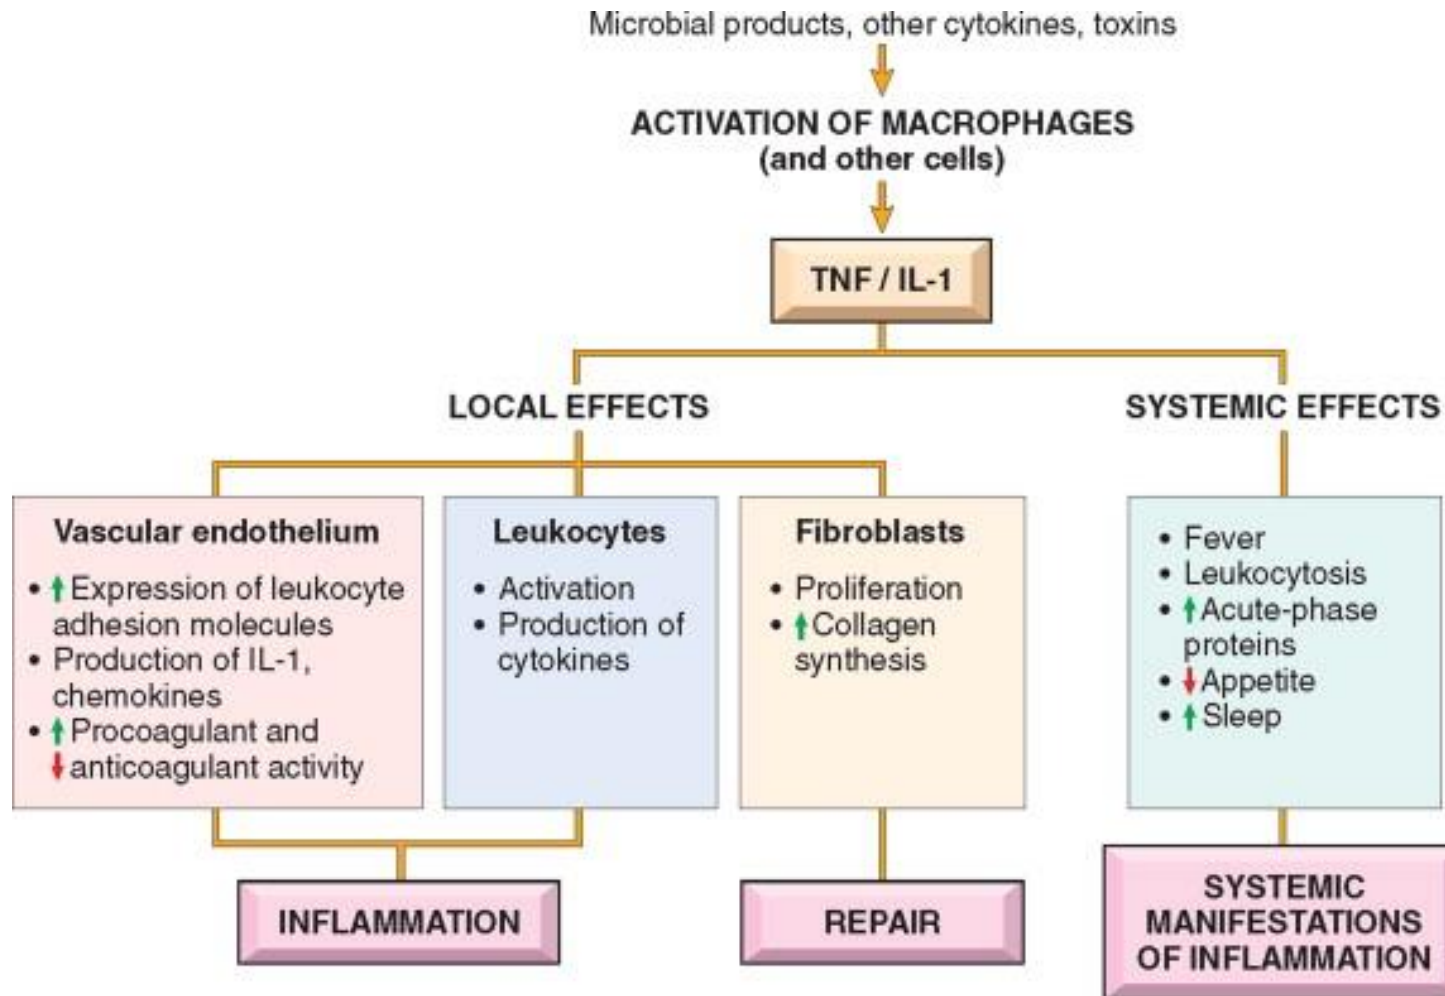 Microbial products, other cytokines, toxins
ACTIVATION OF MACROPHAGES
(and other cells)
TNF / IL-1
LOCAL EFFECTS
SYSTEMIC EFFECTS
Vascular endothelium
• ↑ Expression of leukocyte
adhesion molecules
• Production of IL-1,
chemokines
• ↑ Procoagulant and
↓ anticoagulant activity
Leukocytes
• Activation
• Production of
cytokines
Fibroblasts
• Proliferation
• ↑ Collagen
synthesis
• Fever
• Leukocytosis
• ↑ Acute-phase
proteins
• ↓ Appetite
• ↑ Sleep
INFLAMMATION
REPAIR
SYSTEMIC
MANIFESTATIONS
OF INFLAMMATION